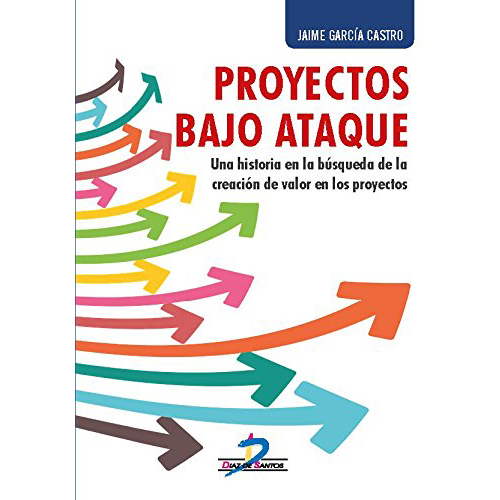 JAIME GARCÍA CASTRO
PROYECTOS
BAJO ATAQUE
Una historia en la búsqueda de la
creación de valor en los proyectos
DIAZ DE SANTOS